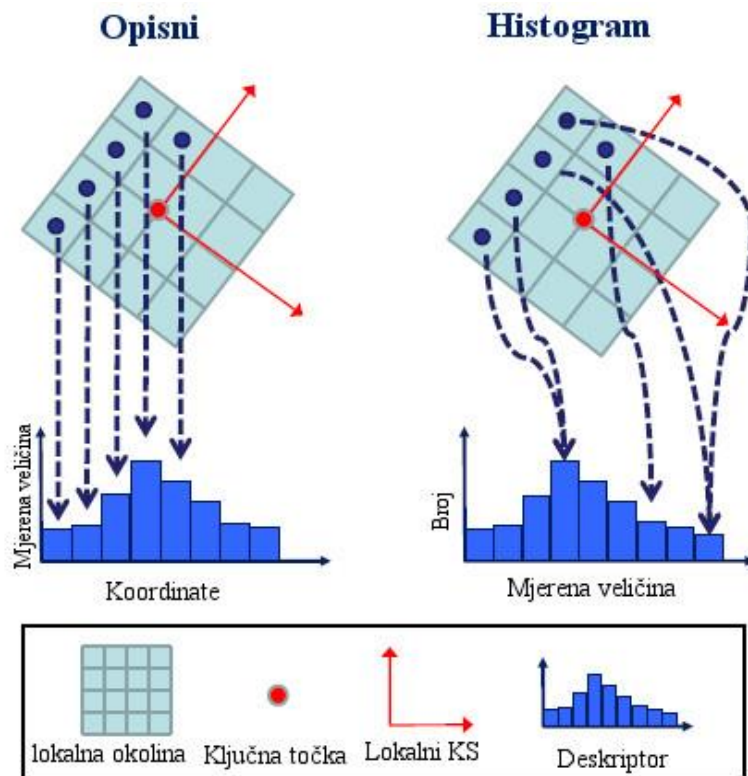 Opisni
Histogram
Mjerena veličina
Koordinate
Broj
Mjerena veličina
lokalna okolina
Ključna točka
Lokalni KS
Deskriptor